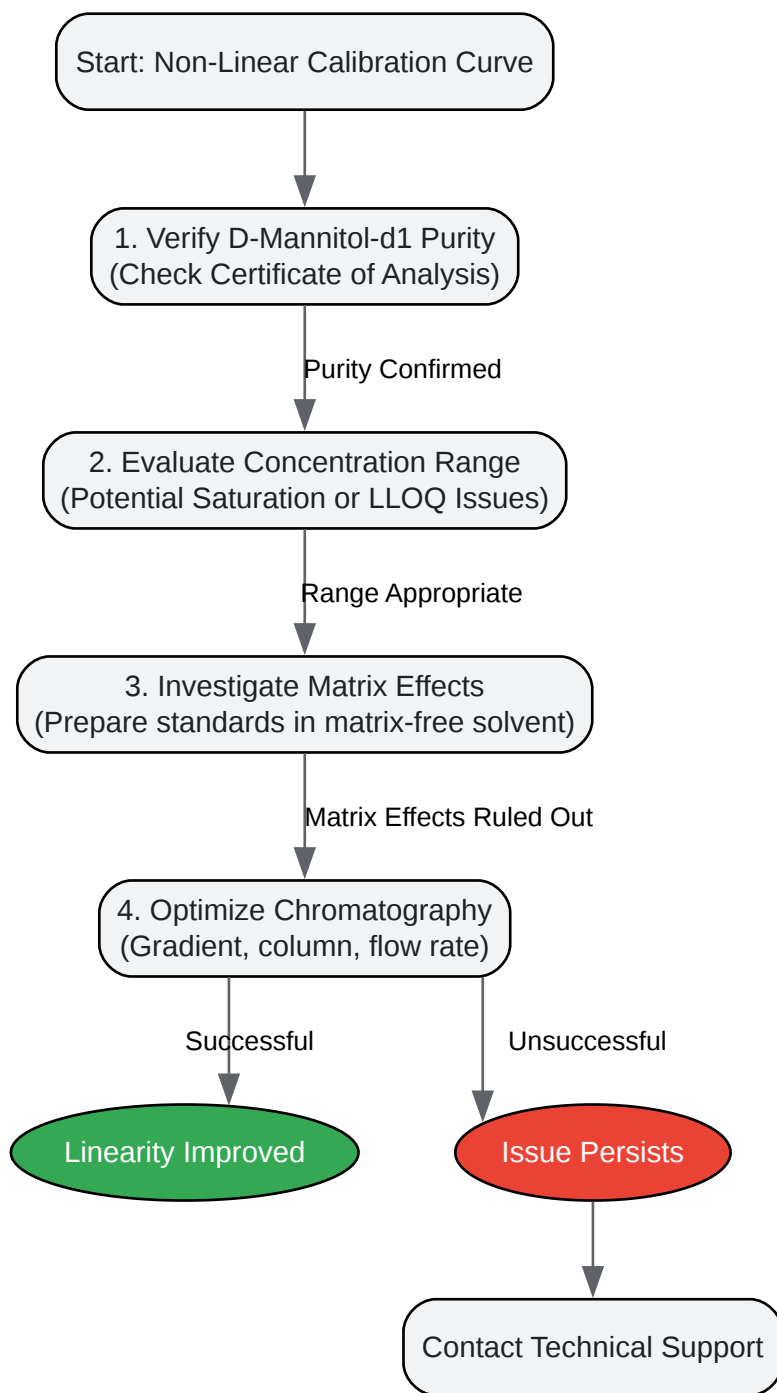 Start: Non-Linear Calibration Curve
1. Verify D-Mannitol-d1 Purity
(Check Certificate of Analysis)
Purity Confirmed
2. Evaluate Concentration Range
(Potential Saturation or LLOQ Issues)
Range Appropriate
3. Investigate Matrix Effects
(Prepare standards in matrix-free solvent)
Matrix Effects Ruled Out
4. Optimize Chromatography
(Gradient, column, flow rate)
Successful
Unsuccessful
Linearity Improved
Issue Persists
Contact Technical Support